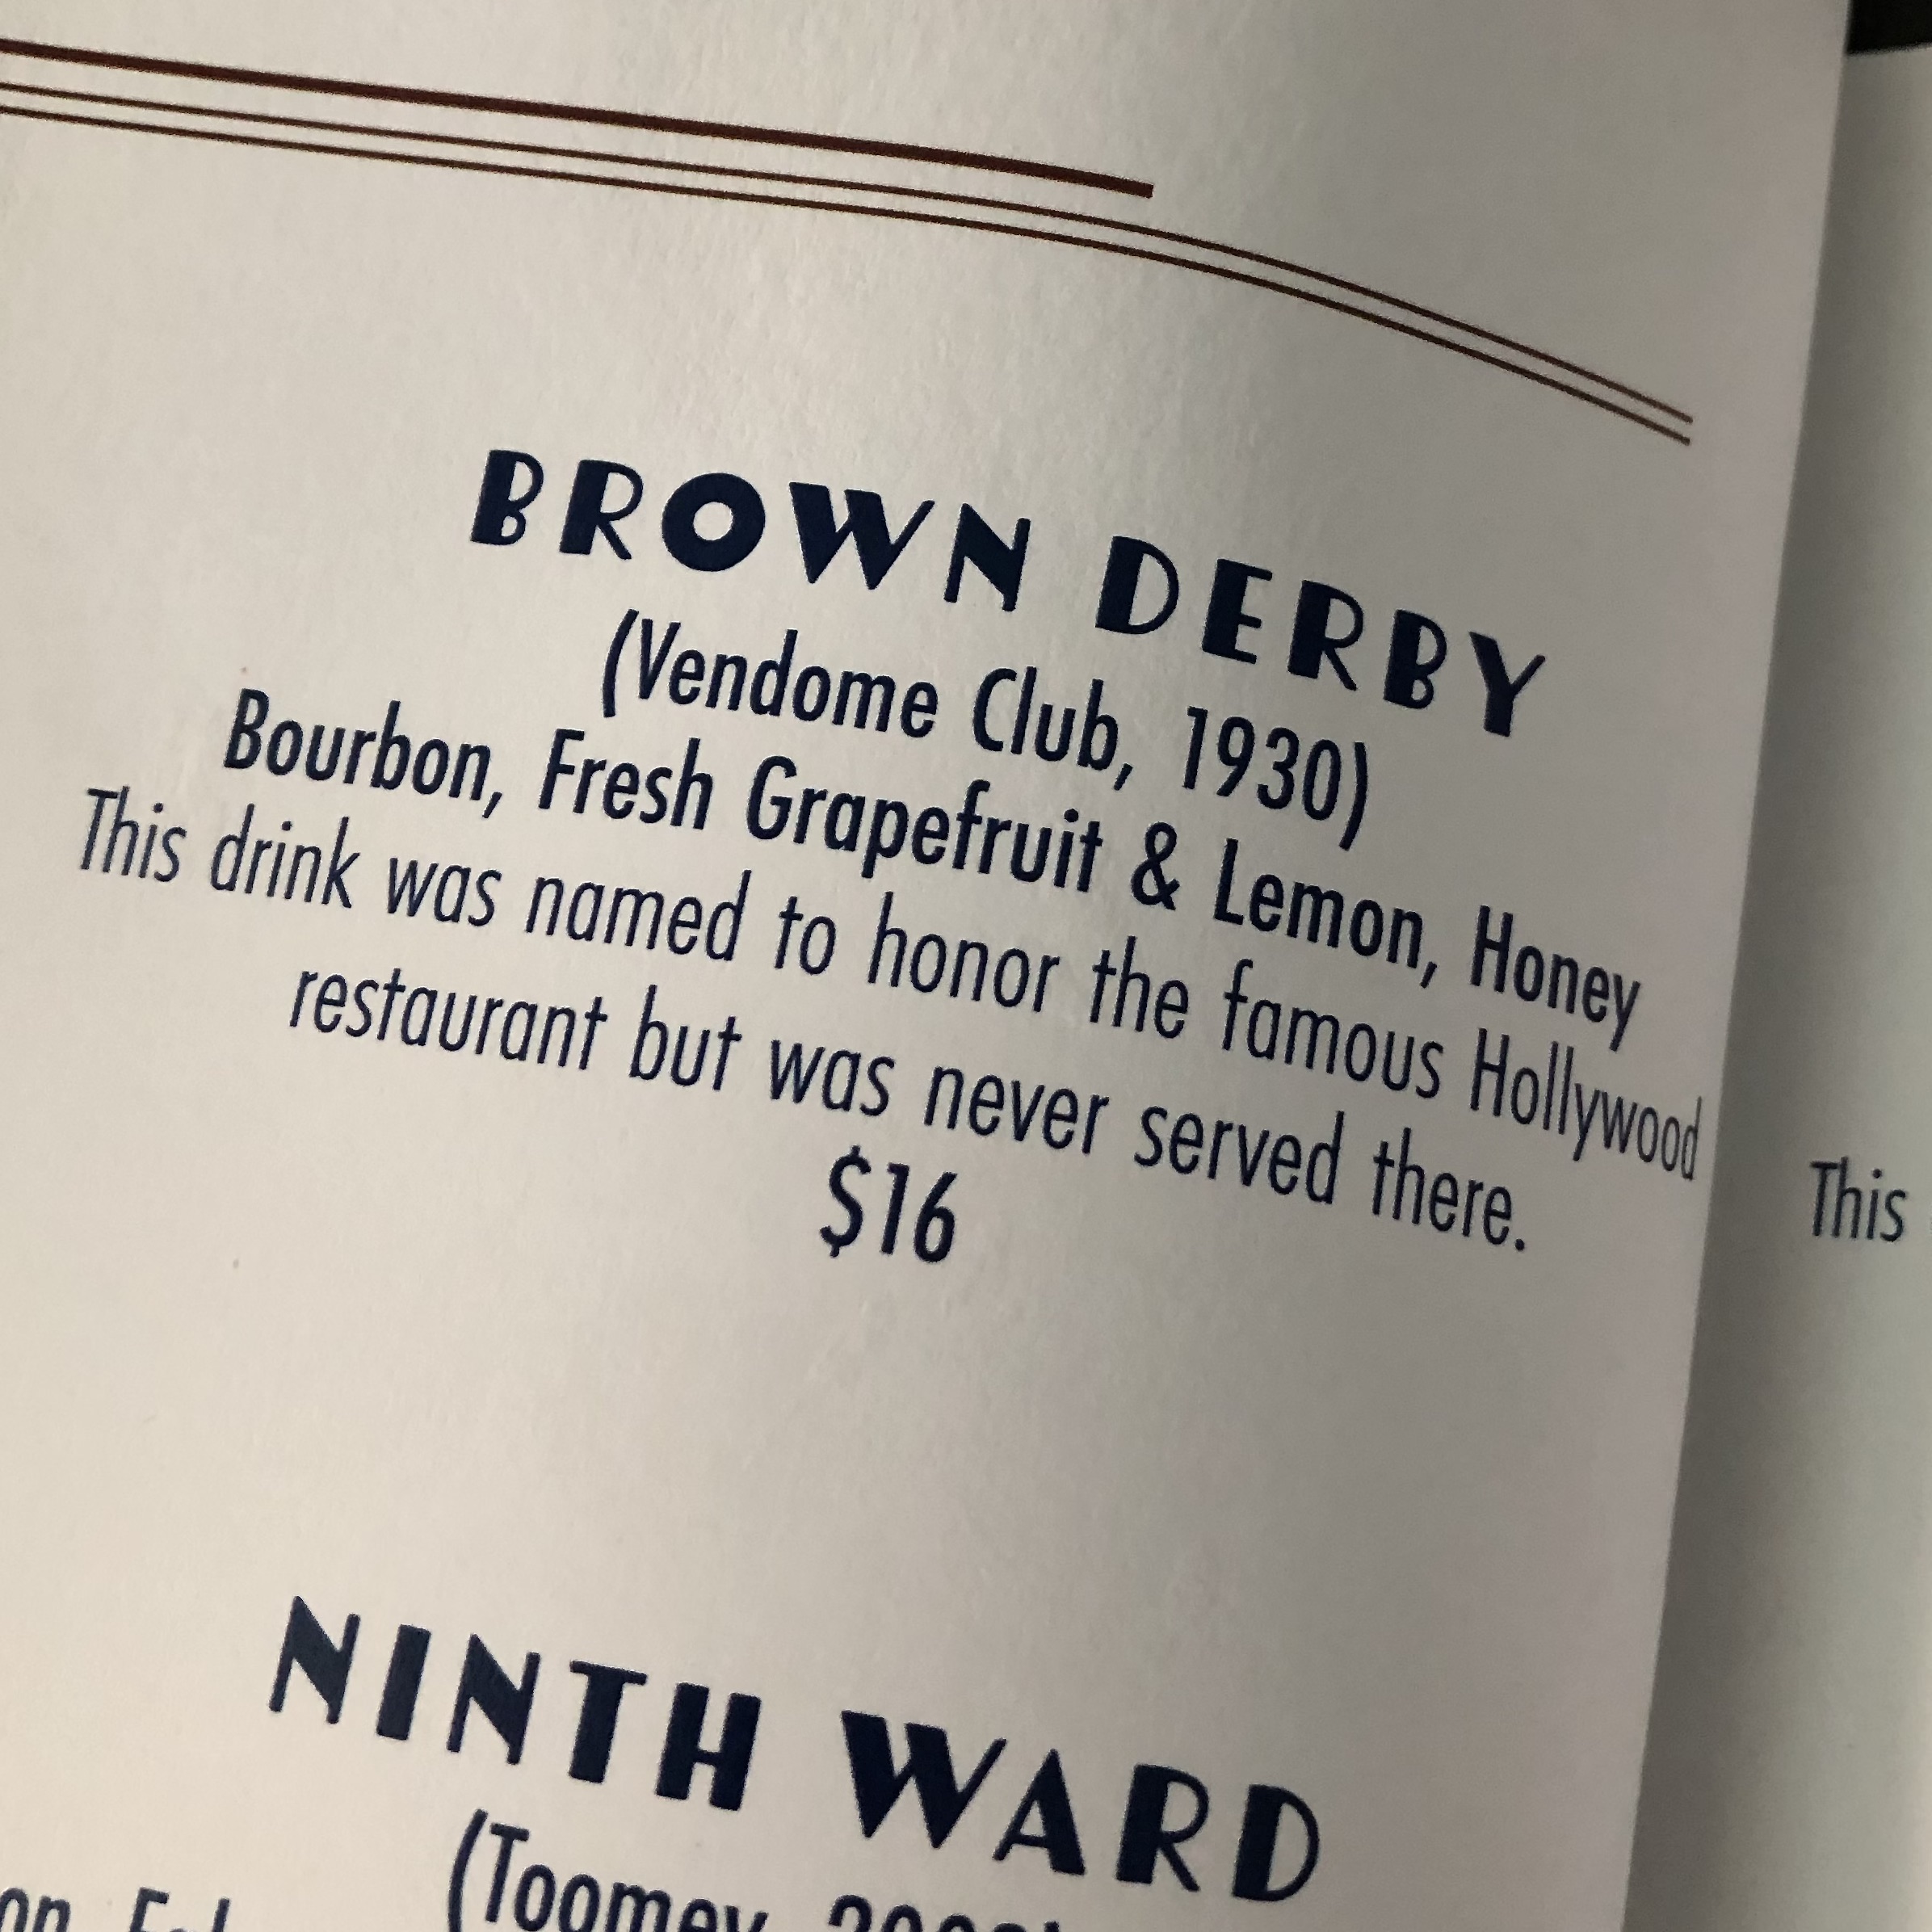 BROWN DERBY
(Vendome Club, 1930)
Bourbon, Fresh Grapefruit & Lemon, Honey
This drink was named to honor the famous Hollywood
restaurant but was never served there.
$16
This
NINTH WARD
(Toomey,